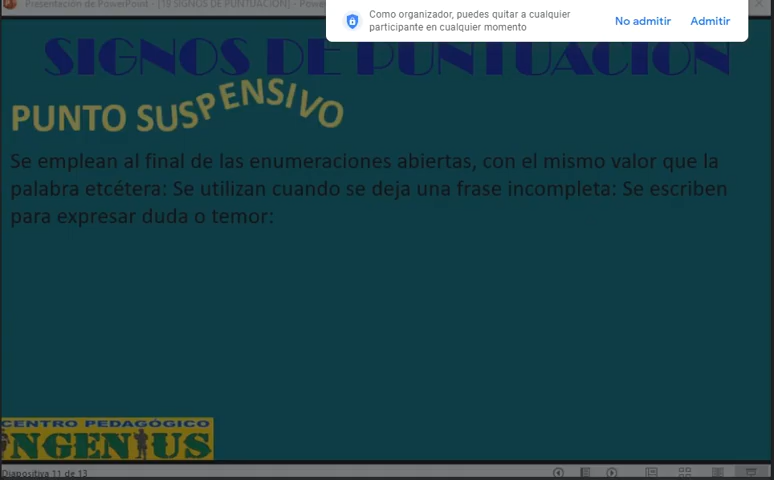 Presentación de PowerPoint - [19 SIGNOS DE PUNTUACIÓN] - Powe
Como organizador, puedes quitar a cualquier
participante en cualquier momento
No admitir
Admitir
SIGNOS DE PUNTUACIÓN
PUNTO SUSPENSIVO
Se emplean al final de las enumeraciones abiertas, con el mismo valor que la
palabra etcétera: Se utilizan cuando se deja una frase incompleta: Se escriben
para expresar duda o temor:
CENTRO PEDAGÓGICO
NGENIUS
Diapositiva 11 de 13